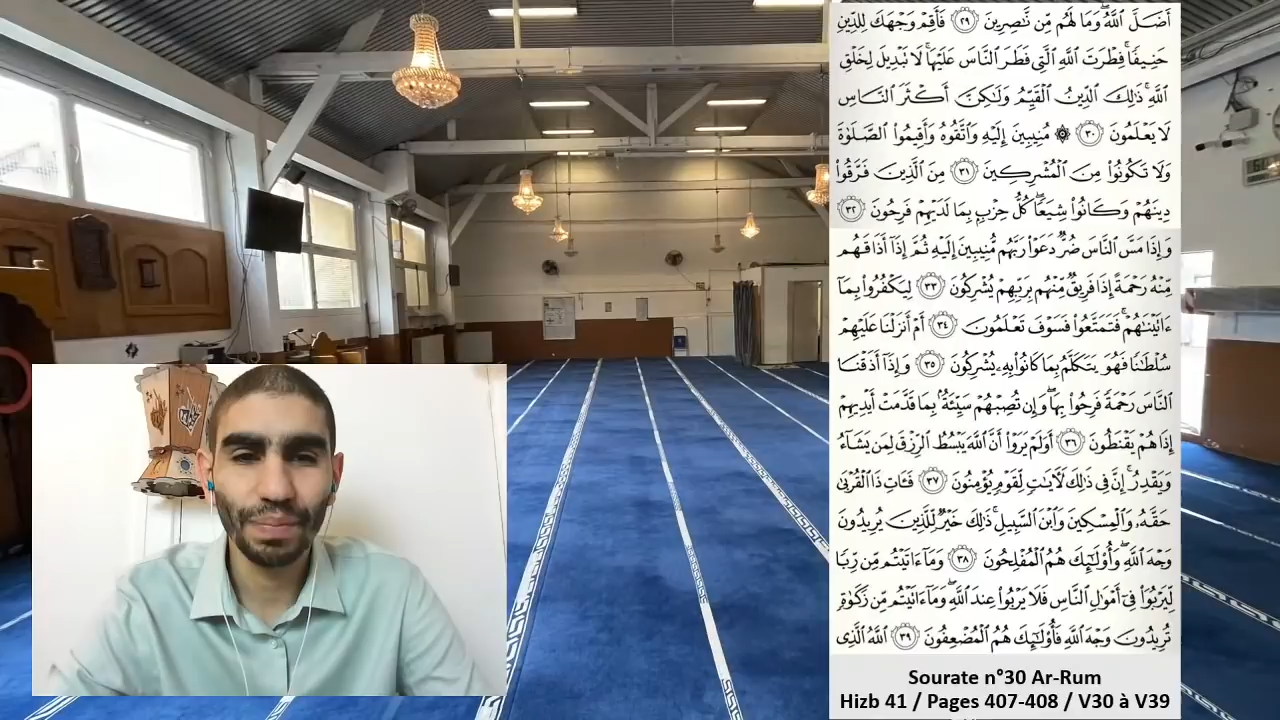 أَضَلَّ ٱللَّهُۖ وَمَا لَهُم مِّن نَّٰصِرِينَ ٢٩ فَأَقِمْ وَجْهَكَ لِلدِّينِ
حَنِيفٗاۚ فِطْرَتَ ٱللَّهِ ٱلَّتِي فَطَرَ ٱلنَّاسَ عَلَيْهَاۚ لَا تَبْدِيلَ لِخَلْقِ
ٱللَّهِۚ ذَٰلِكَ ٱلدِّينُ ٱلْقَيِّمُ وَلَٰكِنَّ أَكْثَرَ ٱلنَّاسِ
لَا يَعْلَمُونَ ٣٠ ۞ مُنِيبِينَ إِلَيْهِ وَٱتَّقُوهُ وَأَقِيمُوا۟ ٱلصَّلَوٰةَ
وَلَا تَكُونُوا۟ مِنَ ٱلْمُشْرِكِينَ ٣١ مِنَ ٱلَّذِينَ فَرَّقُوا۟
دِينَهُمْ وَكَانُوا۟ شِيَعٗاۖ كُلُّ حِزْبِۭ بِمَا لَدَيْهِمْ فَرِحُونَ ٣٢
وَإِذَا مَسَّ ٱلنَّاسَ ضُرّٞ دَعَوْا۟ رَبَّهُم مُّنِيبِينَ إِلَيْهِ ثُمَّ إِذَآ أَذَاقَهُم
مِّنْهُ رَحْمَةً إِذَا فَرِيقٞ مِّنْهُم بِرَبِّهِمْ يُشْرِكُونَ ٣٣ لِيَكْفُرُوا۟ بِمَآ
ءَاتَيْنَٰهُمْۚ فَتَمَتَّعُوا۟ فَسَوْفَ تَعْلَمُونَ ٣٤ أَمْ أَنزَلْنَا عَلَيْهِمْ
سُلْطَٰنٗا فَهُوَ يَتَكَلَّمُ بِمَا كَانُوا۟ بِهِۦ يُشْرِكُونَ ٣٥ وَإِذَآ أَذَقْنَا
ٱلنَّاسَ رَحْمَةٗ فَرِحُوا۟ بِهَاۖ وَإِن تُصِبْهُمْ سَيِّئَةُۢ بِمَا قَدَّمَتْ أَيْدِيهِمْ
إِذَا هُمْ يَقْنَطُونَ ٣٦ أَوَلَمْ يَرَوْا۟ أَنَّ ٱللَّهَ يَبْسُطُ ٱلرِّزْقَ لِمَن يَشَآءُ
وَيَقْدِرُۚ إِنَّ فِي ذَٰلِكَ لَأٓيَٰتٖ لِّقَوْمٖ يُؤْمِنُونَ ٣٧ فَـَٔاتِ ذَا ٱلْقُرْبَىٰ
حَقَّهُۥ وَٱلْمِسْكِينَ وَٱبْنَ ٱلسَّبِيلِۚ ذَٰلِكَ خَيْرٞ لِّلَّذِينَ يُرِيدُونَ
وَجْهَ ٱللَّهِۖ وَأُو۟لَٰٓئِكَ هُمُ ٱلْمُفْلِحُونَ ٣٨ وَمَآ ءَاتَيْتُم مِّن رِّبٗا
لِّيَرْبُوَا۟ فِيٓ أَمْوَٰلِ ٱلنَّاسِ فَلَا يَرْبُوا۟ عِندَ ٱللَّهِۖ وَمَآ ءَاتَيْتُم مِّن زَكَوٰةٖ
تُرِيدُونَ وَجْهَ ٱللَّهِ فَأُو۟لَٰٓئِكَ هُمُ ٱلْمُضْعِفُونَ ٣٩ ٱللَّهُ ٱلَّذِي
Sourate n°30 Ar-Rum
Hizb 41 / Pages 407-408 / V30 à V39